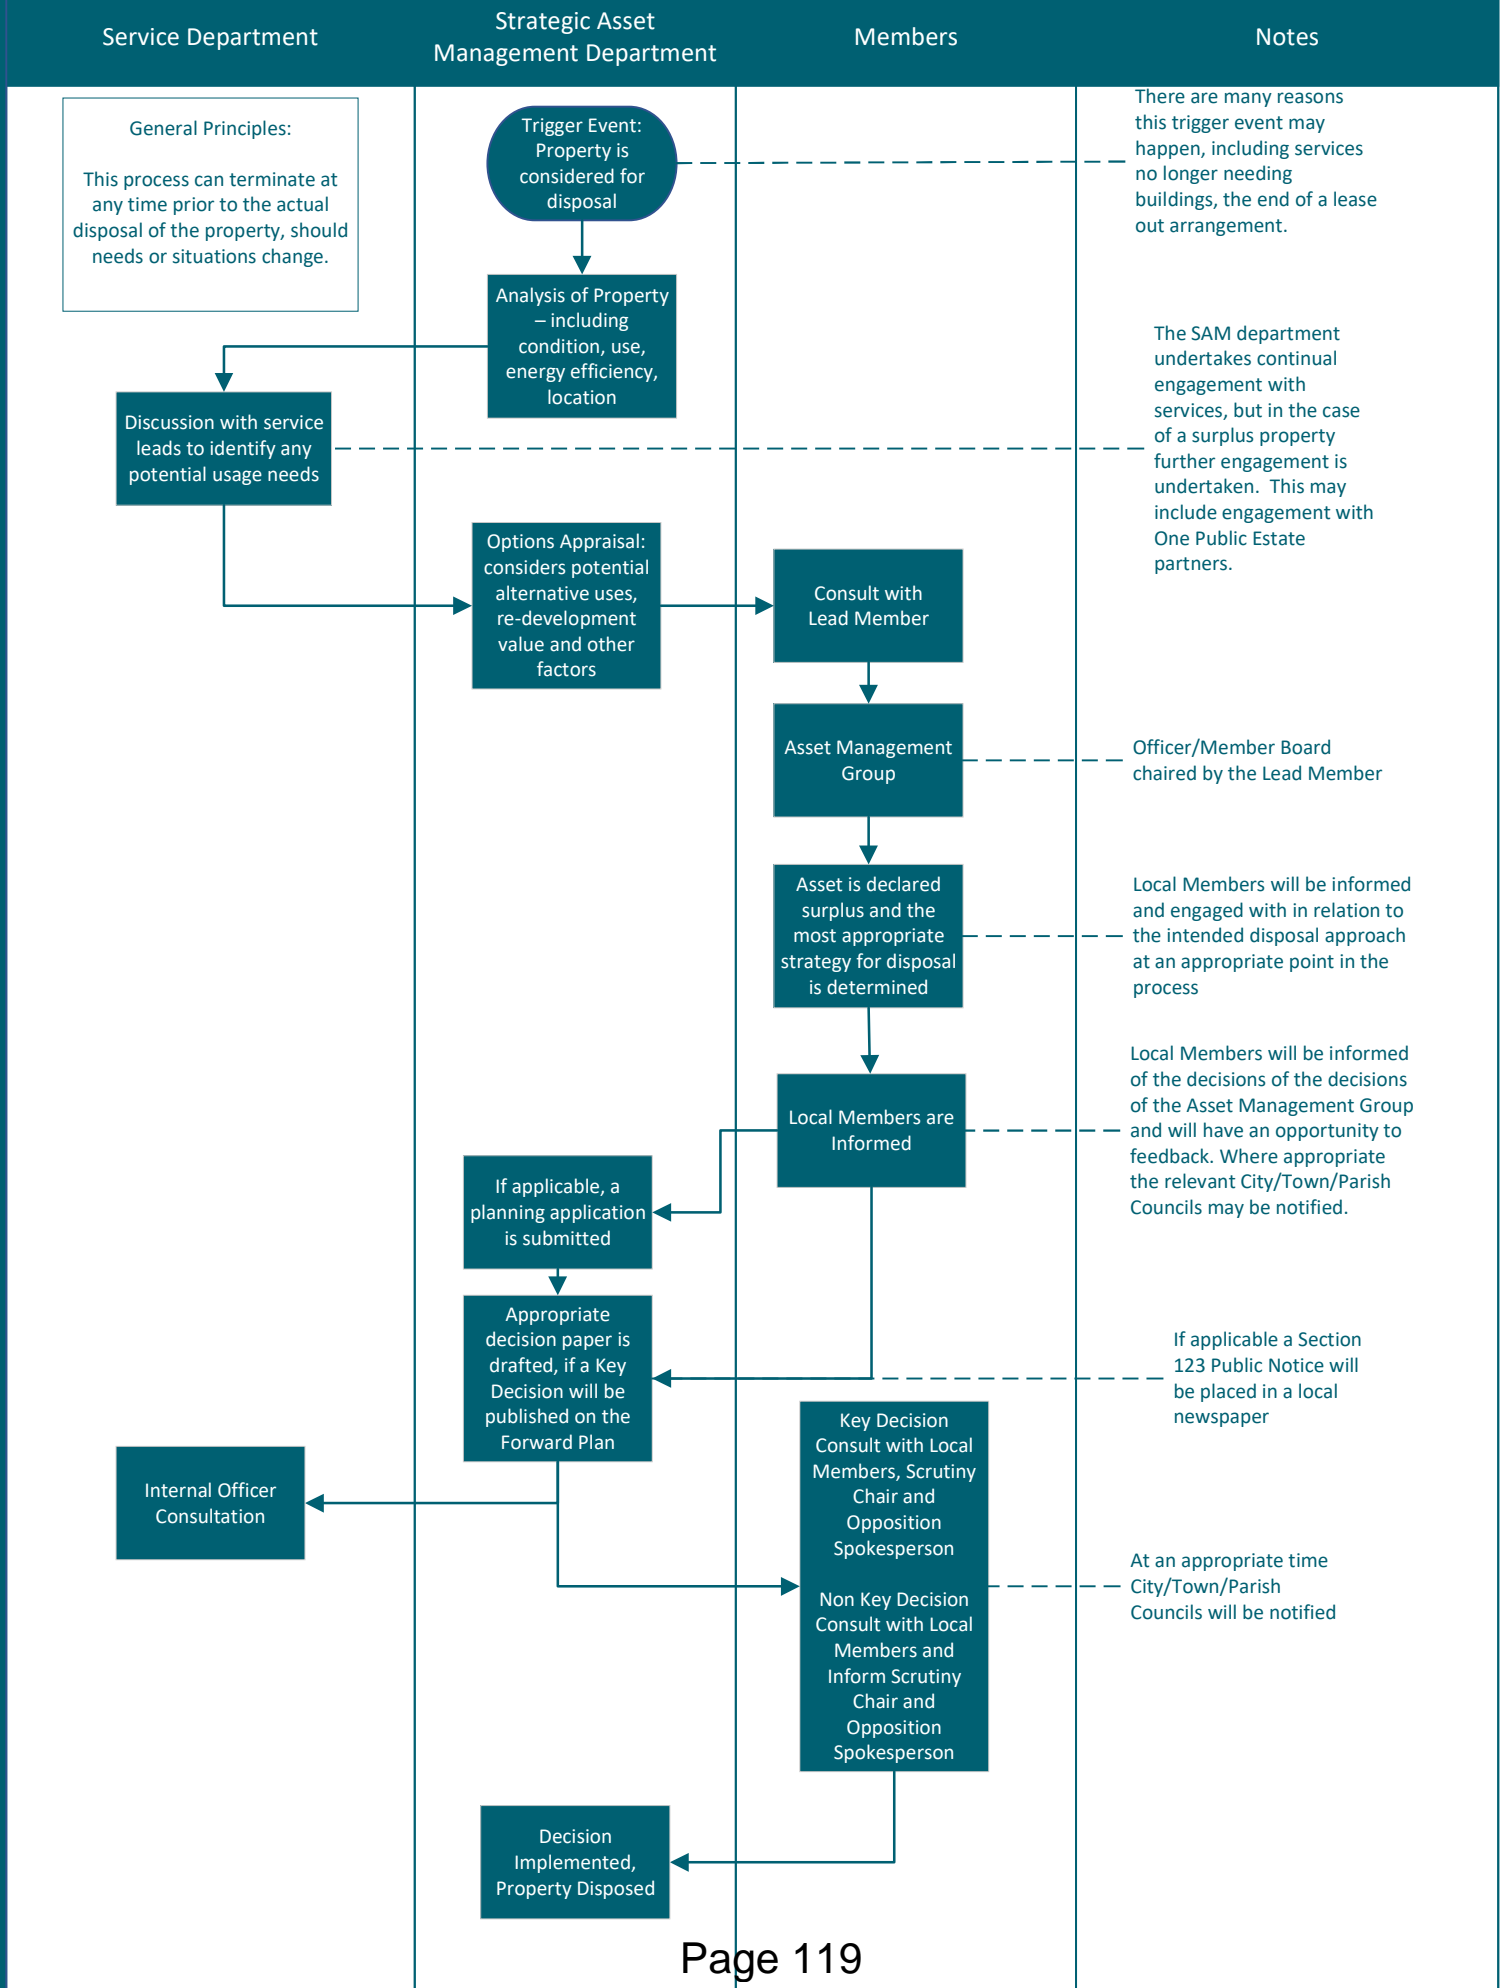 Service Department
Strategic Asset
Management Department
Members
Notes
General Principles:
This process can terminate at
any time prior to the actual
disposal of the property, should
needs or situations change.
Trigger Event:
Property is
considered for
disposal
There are many reasons
this trigger event may
happen, including services
no longer needing
buildings, the end of a lease
out arrangement.
Analysis of Property
– including
condition, use,
energy efficiency,
location
Discussion with service
leads to identify any
potential usage needs
The SAM department
undertakes continual
engagement with
services, but in the case
of a surplus property
further engagement is
undertaken.  This may
include engagement with
One Public Estate
partners.
Options Appraisal:
considers potential
alternative uses,
re-development
value and other
factors
Consult with
Lead Member
Asset Management
Group
Officer/Member Board
chaired by the Lead Member
Asset is declared
surplus and the
most appropriate
strategy for disposal
is determined
Local Members will be informed
and engaged with in relation to
the intended disposal approach
at an appropriate point in the
process
Local Members are
Informed
Local Members will be informed
of the decisions of the decisions
of the Asset Management Group
and will have an opportunity to
feedback. Where appropriate
the relevant City/Town/Parish
Councils may be notified.
If applicable, a
planning application
is submitted
Appropriate
decision paper is
drafted, if a Key
Decision will be
published on the
Forward Plan
If applicable a Section
123 Public Notice will
be placed in a local
newspaper
Internal Officer
Consultation
Key Decision
Consult with Local
Members, Scrutiny
Chair and
Opposition
Spokesperson
Non Key Decision
Consult with Local
Members and
Inform Scrutiny
Chair and
Opposition
Spokesperson
At an appropriate time
City/Town/Parish
Councils will be notified
Decision
Implemented,
Property Disposed
Page 119